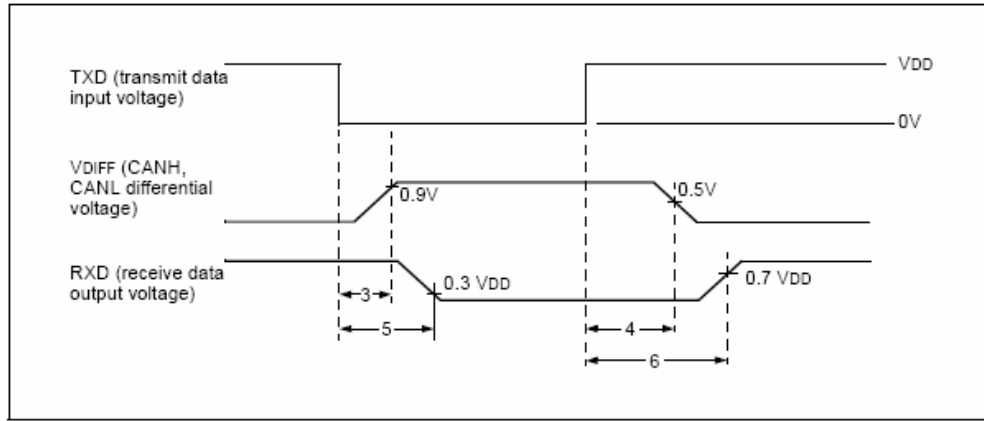 TXD (transmit data
input voltage)
VDD
0V
VDIFF (CANH,
CANL differential
voltage)
0.9V
0.5V
RXD (receive data
output voltage)
0.3 VDD
0.7 VDD
3
5
4
6